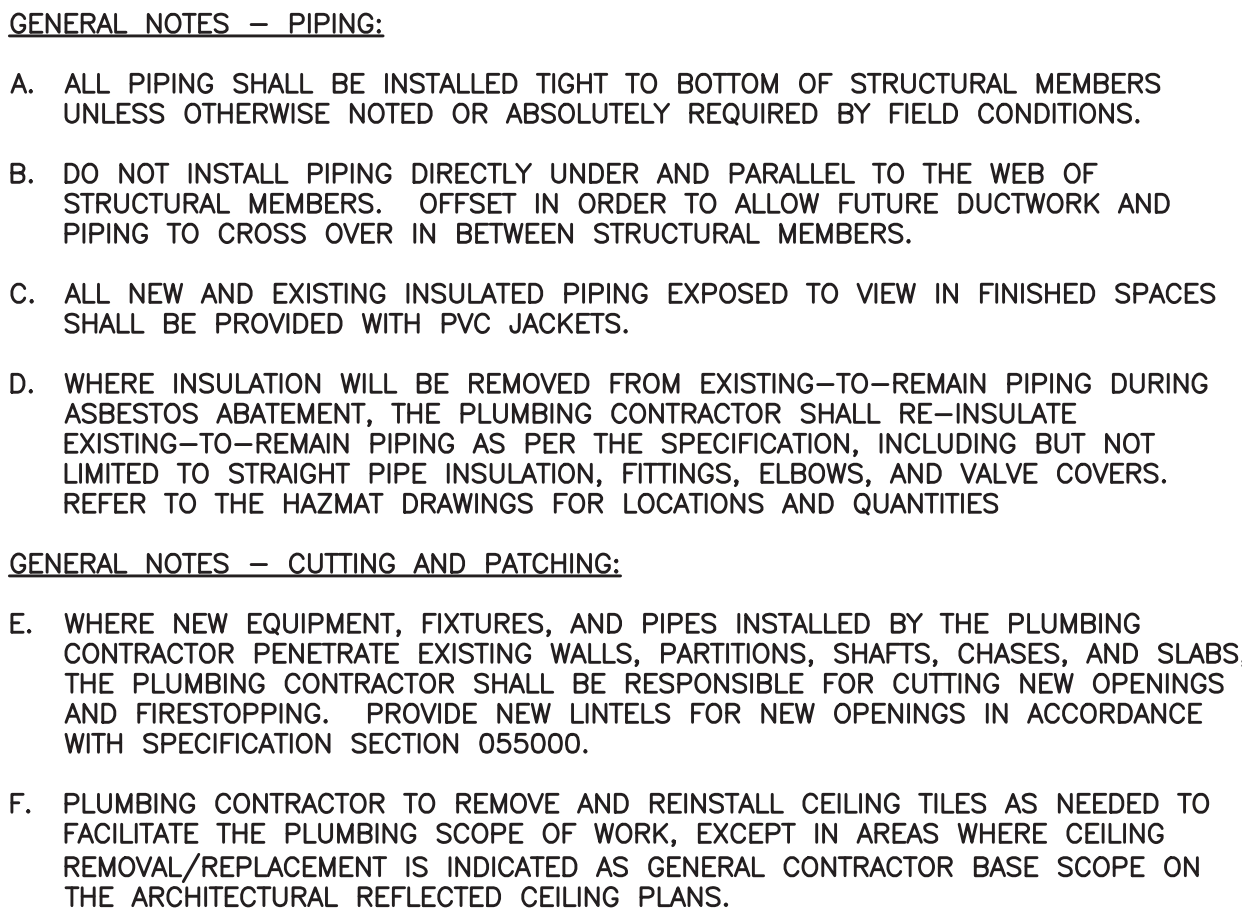 GENERAL NOTES – PIPING:
A. ALL PIPING SHALL BE INSTALLED TIGHT TO BOTTOM OF STRUCTURAL MEMBERS
UNLESS OTHERWISE NOTED OR ABSOLUTELY REQUIRED BY FIELD CONDITIONS.
B. DO NOT INSTALL PIPING DIRECTLY UNDER AND PARALLEL TO THE WEB OF
STRUCTURAL MEMBERS. OFFSET IN ORDER TO ALLOW FUTURE DUCTWORK AND
PIPING TO CROSS OVER IN BETWEEN STRUCTURAL MEMBERS.
C. ALL NEW AND EXISTING INSULATED PIPING EXPOSED TO VIEW IN FINISHED SPACES
SHALL BE PROVIDED WITH PVC JACKETS.
D. WHERE INSULATION WILL BE REMOVED FROM EXISTING–TO–REMAIN PIPING DURING
ASBESTOS ABATEMENT, THE PLUMBING CONTRACTOR SHALL RE–INSULATE
EXISTING–TO–REMAIN PIPING AS PER THE SPECIFICATION, INCLUDING BUT NOT
LIMITED TO STRAIGHT PIPE INSULATION, FITTINGS, ELBOWS, AND VALVE COVERS.
REFER TO THE HAZMAT DRAWINGS FOR LOCATIONS AND QUANTITIES
GENERAL NOTES – CUTTING AND PATCHING:
E. WHERE NEW EQUIPMENT, FIXTURES, AND PIPES INSTALLED BY THE PLUMBING
CONTRACTOR PENETRATE EXISTING WALLS, PARTITIONS, SHAFTS, CHASES, AND SLABS,
THE PLUMBING CONTRACTOR SHALL BE RESPONSIBLE FOR CUTTING NEW OPENINGS
AND FIRESTOPPING. PROVIDE NEW LINTELS FOR NEW OPENINGS IN ACCORDANCE
WITH SPECIFICATION SECTION 055000.
F. PLUMBING CONTRACTOR TO REMOVE AND REINSTALL CEILING TILES AS NEEDED TO
FACILITATE THE PLUMBING SCOPE OF WORK, EXCEPT IN AREAS WHERE CEILING
REMOVAL/REPLACEMENT IS INDICATED AS GENERAL CONTRACTOR BASE SCOPE ON
THE ARCHITECTURAL REFLECTED CEILING PLANS.